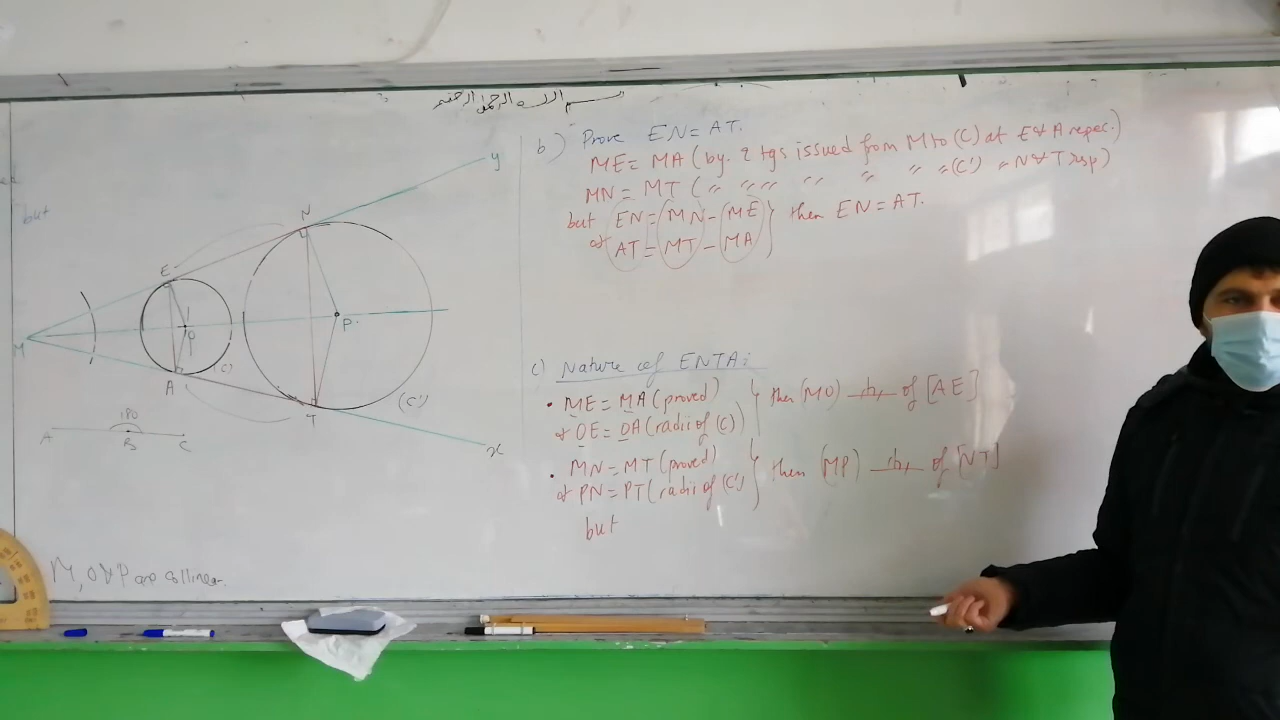 بسم الله الرحمن الرحيم
but
b) Prove EN = AT.
ME = MA (by. 2 tgs issued from M to (C) at E & A repec.)
MN = MT ( " " " " " " " (C') " N & T resp)
but EN = MN - ME } then EN = AT.
AT = MT - MA
c) Nature of ENTA:
• ME = MA (proved)
OE = OA (radii of (C)) } then (MO) of [AE]
• MN = MT (proved)
PN = PT (radii of (C') } then (MP) of [NT]
but
y
N
E
M
O
P.
A
(C)
T
(C')
x
180
A B C
M, O & P are collinear.